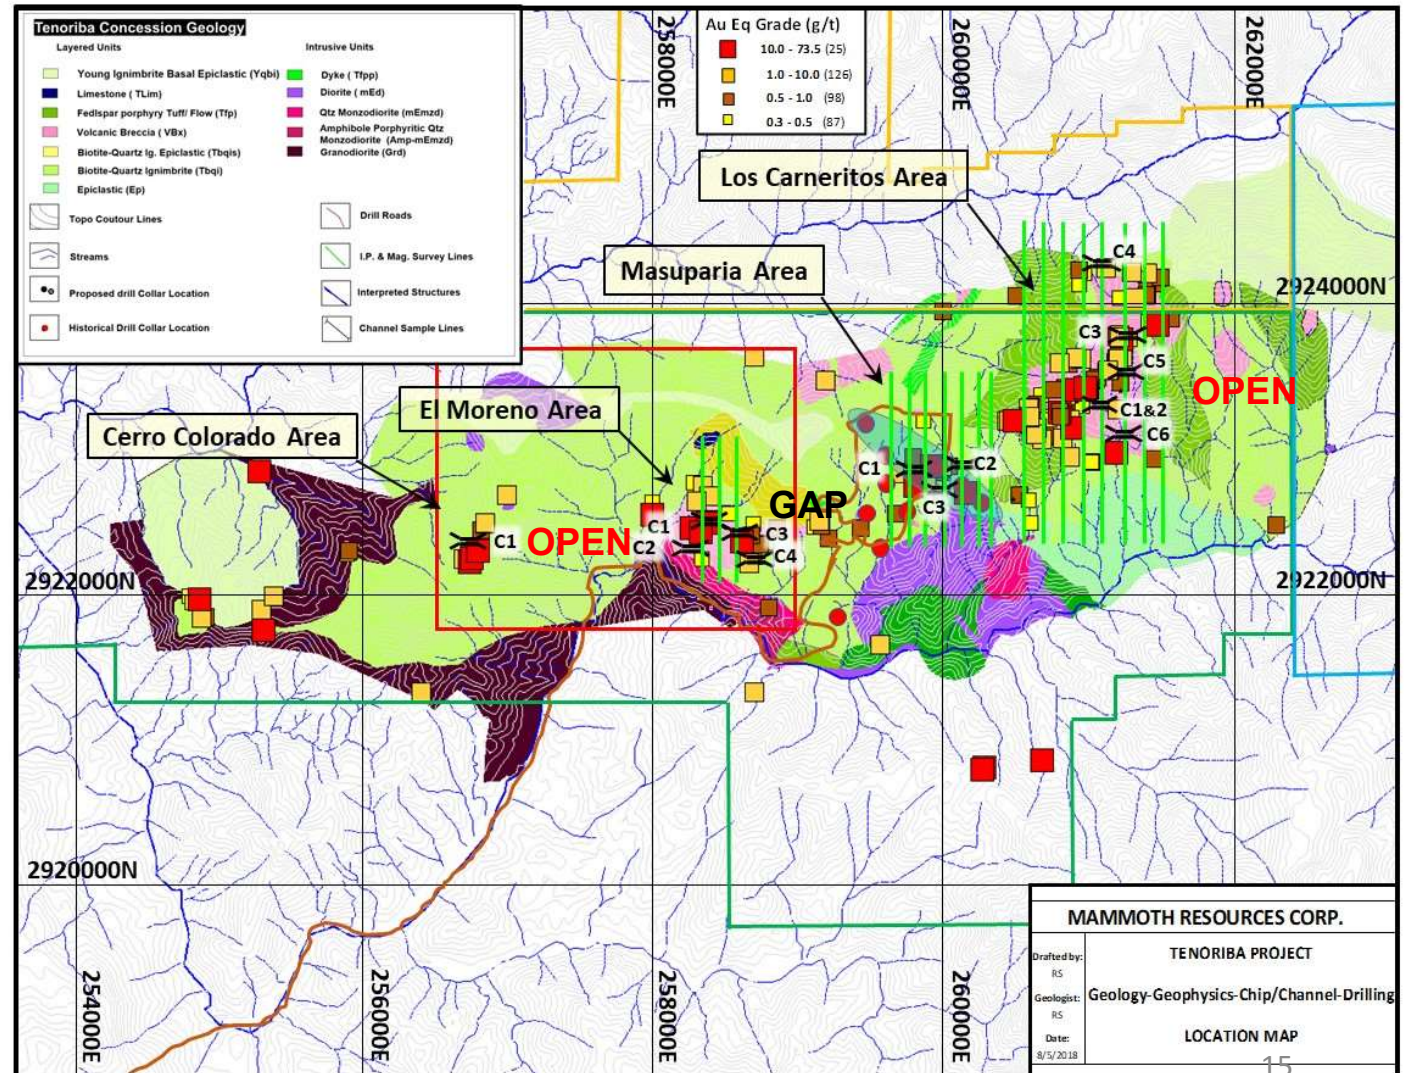 Tenoriba Concession Geology
Layered Units
Intrusive Units
Young Ignimbrite Basal Epiclastic (Yqbi)
Limestone ( TLim)
Fedlspar porphyry Tuff/ Flow (Tfp)
Volcanic Breccia ( VBx)
Biotite-Quartz Ig. Epiclastic (Tbqis)
Biotite-Quartz Ignimbrite (Tbqi)
Epiclastic (Ep)
Dyke ( Tfpp)
Diorite ( mEd)
Qtz Monzodiorite (mEmzd)
Amphibole Porphyritic Qtz
Monzodiorite (Amp-mEmzd)
Granodiorite (Grd)
Topo Coutour Lines
Streams
Proposed drill Collar Location
Historical Drill Collar Location
Drill Roads
I.P. & Mag. Survey Lines
Interpreted Structures
Channel Sample Lines
258000E
Au Eq Grade (g/t)
10.0 - 73.5 (25)
1.0 - 10.0 (126)
0.5 - 1.0 (98)
0.3 - 0.5 (87)
260000E
262000E
Los Carneritos Area
Masuparia Area
C4
2924000N
C3
C5
OPEN
C1&2
C6
El Moreno Area
Cerro Colorado Area
C1
C2
GAP
C3
C1
OPEN
C1
C2
C3
C4
2922000N
2922000N
2920000N
254000E
256000E
258000E
260000E
MAMMOTH RESOURCES CORP.
Drafted by:
RS
Geologist:
RS
Date:
8/5/2018
TENORIBA PROJECT
Geology-Geophysics-Chip/Channel-Drilling
LOCATION MAP
15